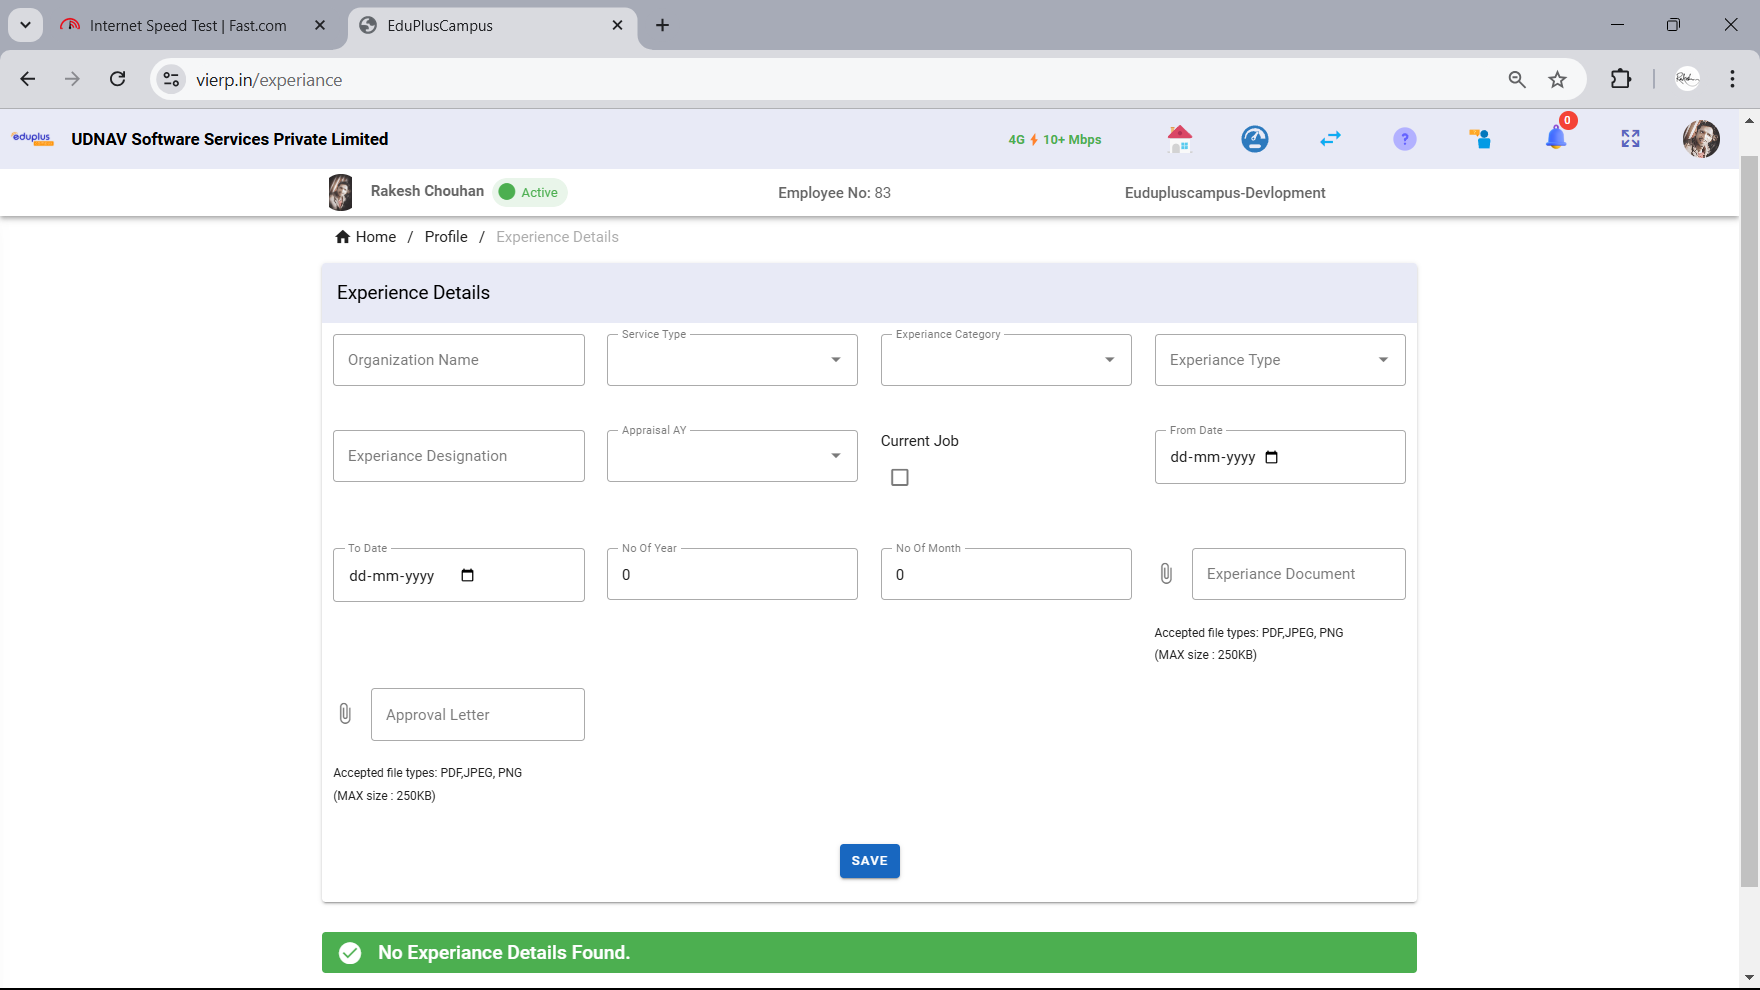 Internet Speed Test | Fast.com
EduPlusCampus
vierp.in/experiance
eduplus
UDNAV Software Services Private Limited
4G 10+ Mbps
?
0
Rakesh Chouhan
Active
Employee No: 83
Eudupluscampus-Devlopment
Home / Profile / Experience Details
Experience Details
Organization Name
Service Type
Experiance Category
Experiance Type
Experiance Designation
Appraisal AY
Current Job
From Date
dd-mm-yyyy
To Date
dd-mm-yyyy
No Of Year
0
No Of Month
0
Experiance Document
Accepted file types: PDF,JPEG, PNG
(MAX size : 250KB)
Approval Letter
Accepted file types: PDF,JPEG, PNG
(MAX size : 250KB)
SAVE
No Experiance Details Found.